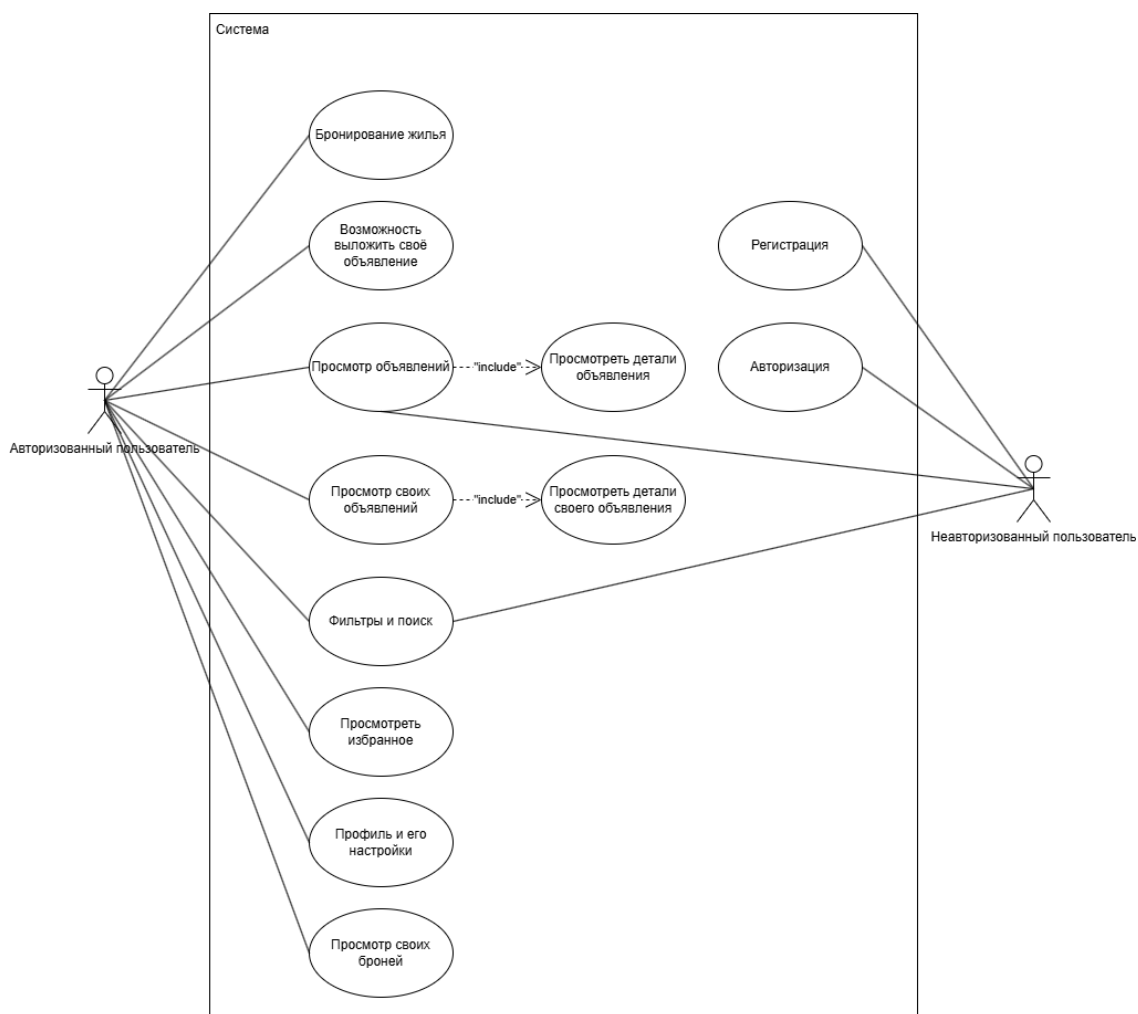 Система
Бронирование жилья
Возможность
выложить своё
объявление
Регистрация
Просмотр объявлений
"include"
Просмотреть детали
объявления
Авторизация
Авторизованный пользователь
Просмотр своих
объявлений
"include"
Просмотреть детали
своего объявления
Неавторизованный пользователь
Фильтры и поиск
Просмотреть
избранное
Профиль и его
настройки
Просмотр своих
броней